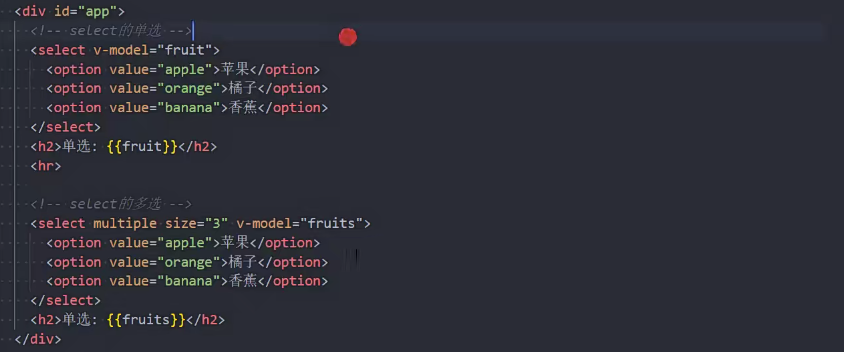 <div id="app">
<!-- select的单选 -->
<select v-model="fruit">
<option value="apple">苹果</option>
<option value="orange">橘子</option>
<option value="banana">香蕉</option>
</select>
<h2>单选: {{fruit}}</h2>
<hr>
<!-- select的多选 -->
<select multiple size="3" v-model="fruits">
<option value="apple">苹果</option>
<option value="orange">橘子</option>
<option value="banana">香蕉</option>
</select>
<h2>单选: {{fruits}}</h2>
</div>